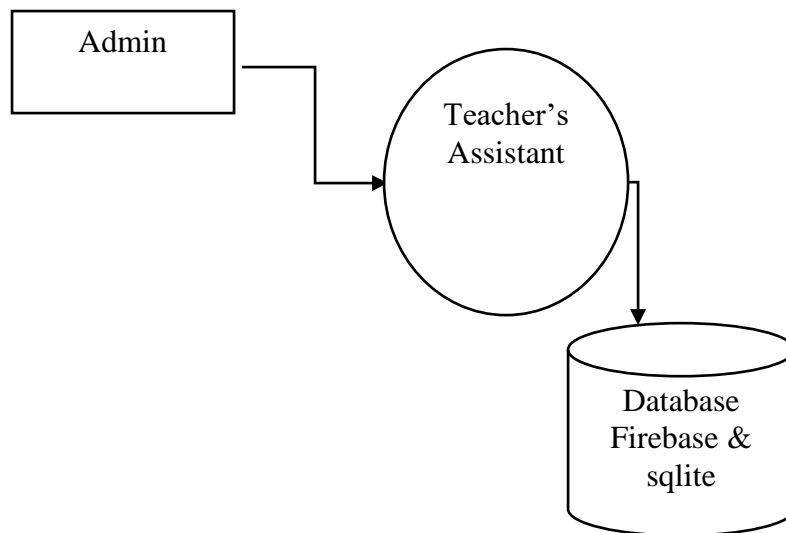 Admin
Teacher’s
Assistant
Database
Firebase &
sqlite